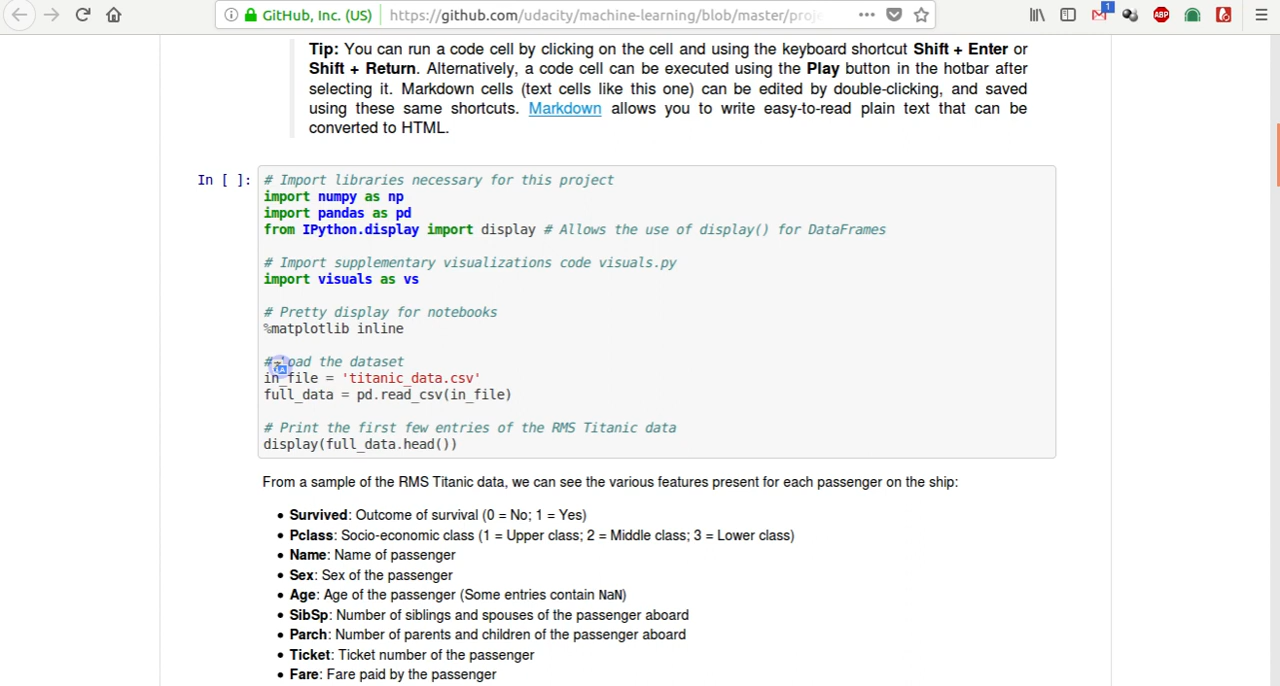 GitHub, Inc. (US) https://github.com/udacity/machine-learning/blob/master/proje
1
ABP
Tip: You can run a code cell by clicking on the cell and using the keyboard shortcut Shift + Enter or
Shift + Return. Alternatively, a code cell can be executed using the Play button in the hotbar after
selecting it. Markdown cells (text cells like this one) can be edited by double-clicking, and saved
using these same shortcuts. Markdown allows you to write easy-to-read plain text that can be
converted to HTML.
In [ ]: # Import libraries necessary for this project
import numpy as np
import pandas as pd
from IPython.display import display # Allows the use of display() for DataFrames
# Import supplementary visualizations code visuals.py
import visuals as vs
# Pretty display for notebooks
%matplotlib inline
# Load the dataset
in_file = 'titanic_data.csv'
full_data = pd.read_csv(in_file)
# Print the first few entries of the RMS Titanic data
display(full_data.head())
From a sample of the RMS Titanic data, we can see the various features present for each passenger on the ship:
• Survived: Outcome of survival (0 = No; 1 = Yes)
• Pclass: Socio-economic class (1 = Upper class; 2 = Middle class; 3 = Lower class)
• Name: Name of passenger
• Sex: Sex of the passenger
• Age: Age of the passenger (Some entries contain NaN)
• SibSp: Number of siblings and spouses of the passenger aboard
• Parch: Number of parents and children of the passenger aboard
• Ticket: Ticket number of the passenger
• Fare: Fare paid by the passenger